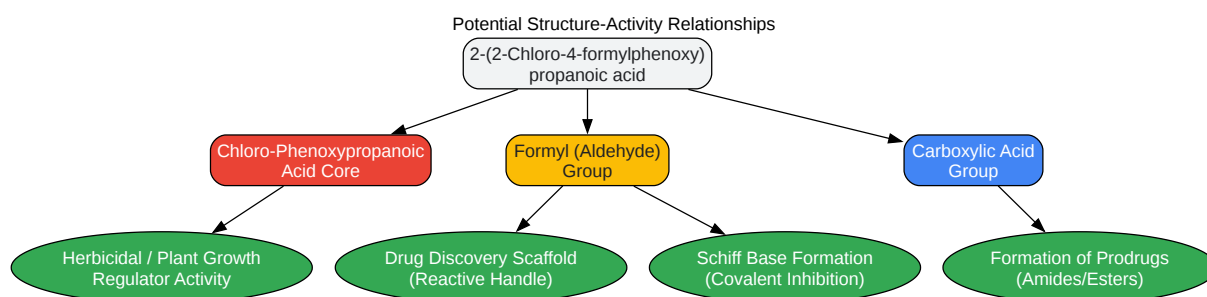 Potential Structure-Activity Relationships
2-(2-Chloro-4-formylphenoxy)
propanoic acid
Chloro-Phenoxypropanoic
Acid Core
Formyl (Aldehyde)
Group
Carboxylic Acid
Group
Herbicidal / Plant Growth
Regulator Activity
Drug Discovery Scaffold
(Reactive Handle)
Schiff Base Formation
(Covalent Inhibition)
Formation of Prodrugs
(Amides/Esters)